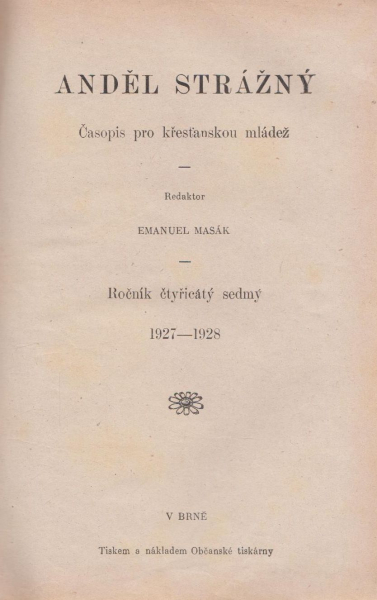 ANDĚL STRÁŽNÝ
Časopis pro křesťanskou mládež
—
Redaktor
EMANUEL MASÁK
—
Ročník čtyřicátý sedmý
1927—1928
V BRNĚ
Tiskem a nákladem Občanské tiskárny